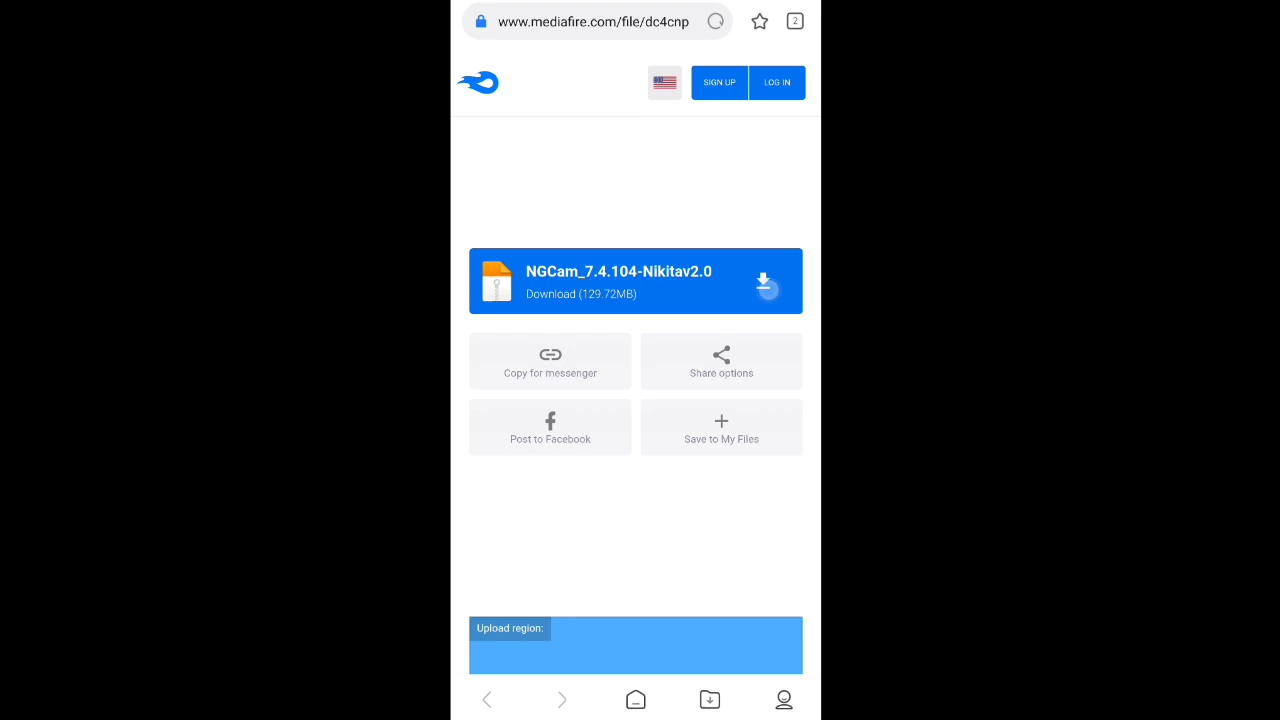 www.mediafire.com/file/dc4cnp
2
SIGN UP
LOG IN
NGCam_7.4.104-Nikitav2.0
Download (129.72MB)
Copy for messenger
Share options
Post to Facebook
Save to My Files
Upload region: